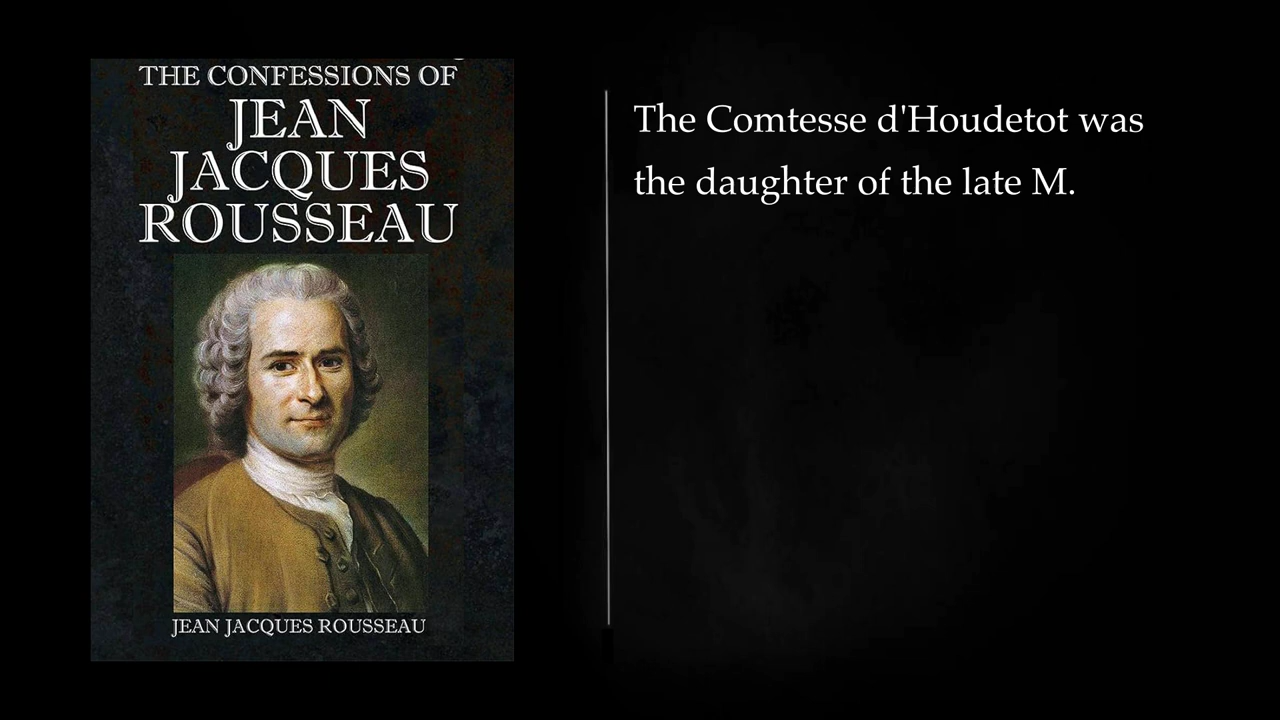 THE CONFESSIONS OF
JEAN
JACQUES
ROUSSEAU
JEAN JACQUES ROUSSEAU
The Comtesse d'Houdetot was
the daughter of the late M.